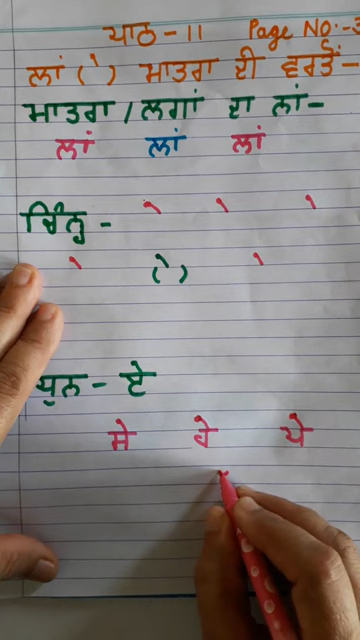 ਪਾਠ - 11 Page No:- 3
ਲਾਂ ( ੇ ) ਮਾਤਰਾ ਦੀ ਵਰਤੋਂ -
ਮਾਤਰਾ / ਲਗਾਂ ਦਾ ਨਾਂ -
ਲਾਂ ਲਾਂ ਲਾਂ
ਚਿੰਨ੍ਹ - ੇ ੇ ੇ
ੇ ( ੇ ) ੇ
ਧੁਨ - ਏ
ਸੇ ਹੇ ਪੇ